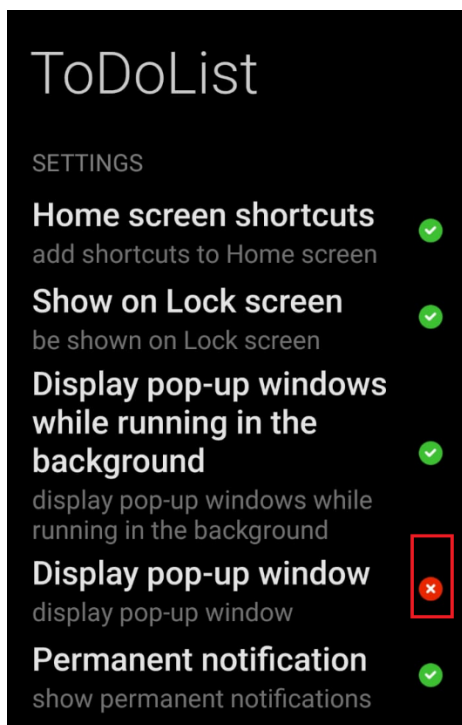 ToDoList
SETTINGS
Home screen shortcuts
add shortcuts to Home screen
Show on Lock screen
be shown on Lock screen
Display pop-up windows
while running in the
background
display pop-up windows while
running in the background
Display pop-up window
display pop-up window
Permanent notification
show permanent notifications